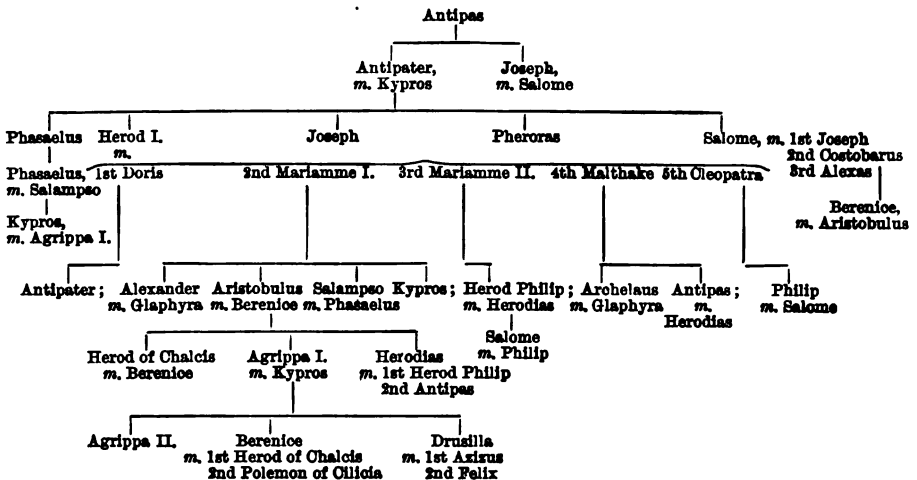 Antipas
Antipater, Joseph,
m. Kypros m. Salome
Phasaelus Herod I. Joseph Pheroras Salome, m. 1st Joseph
m. 2nd Costobarus
Phasaelus, 1st Doris 2nd Mariamme I. 3rd Mariamme II. 4th Malthake 5th Cleopatra 3rd Alexas
m. Salampso
Kypros, Berenice,
m. Agrippa I. m. Aristobulus
Antipater; Alexander Aristobulus Salampso Kypros; Herod Philip; Archelaus Antipas; Philip
m. Glaphyra m. Berenice m. Phasaelus m. Herodias m. Glaphyra m. m. Salome
Herodias
Salome
m. Philip
Herod of Chalcis Agrippa I. Herodias
m. Berenice m. Kypros m. 1st Herod Philip
2nd Antipas
Agrippa II. Berenice Drusilla
m. 1st Herod of Chalcis m. 1st Azizus
2nd Polemon of Cilicia 2nd Felix